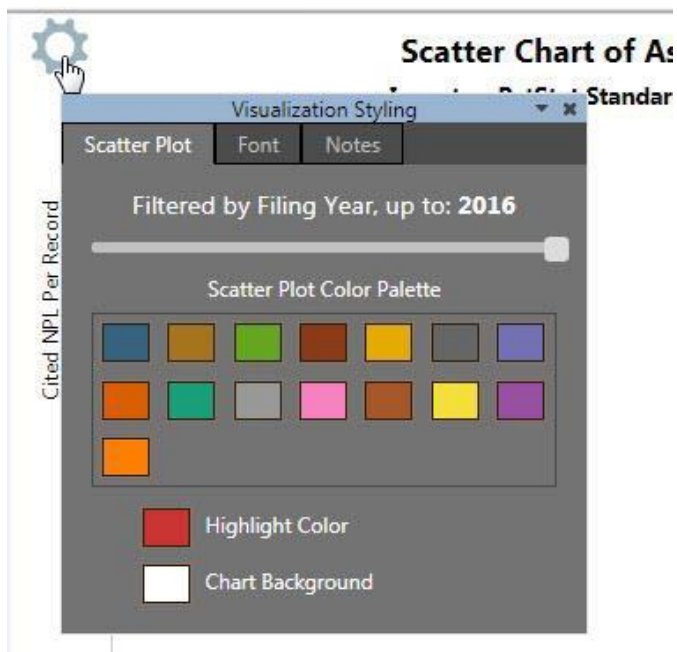 Scatter Chart of As
Standar
Visualization Styling
Scatter Plot Font Notes
Filtered by Filing Year, up to: 2016
Scatter Plot Color Palette
Cited NPL Per Record
Highlight Color
Chart Background